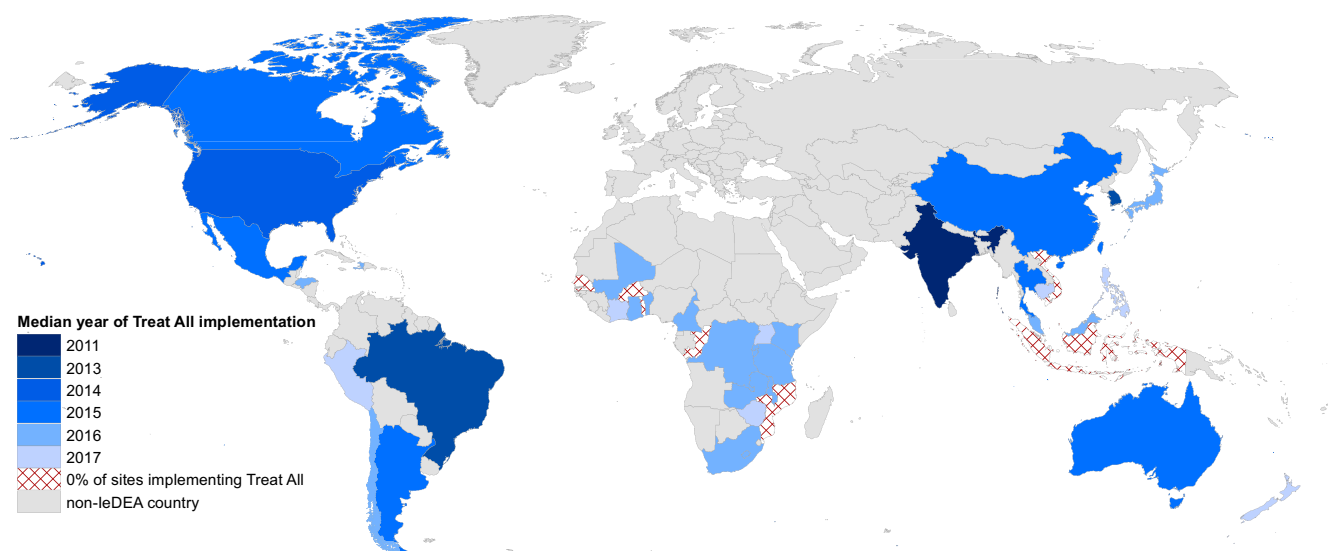 Median year of Treat All implementation
2011
2013
2014
2015
2016
2017
0% of sites implementing Treat All
non-IeDEA country